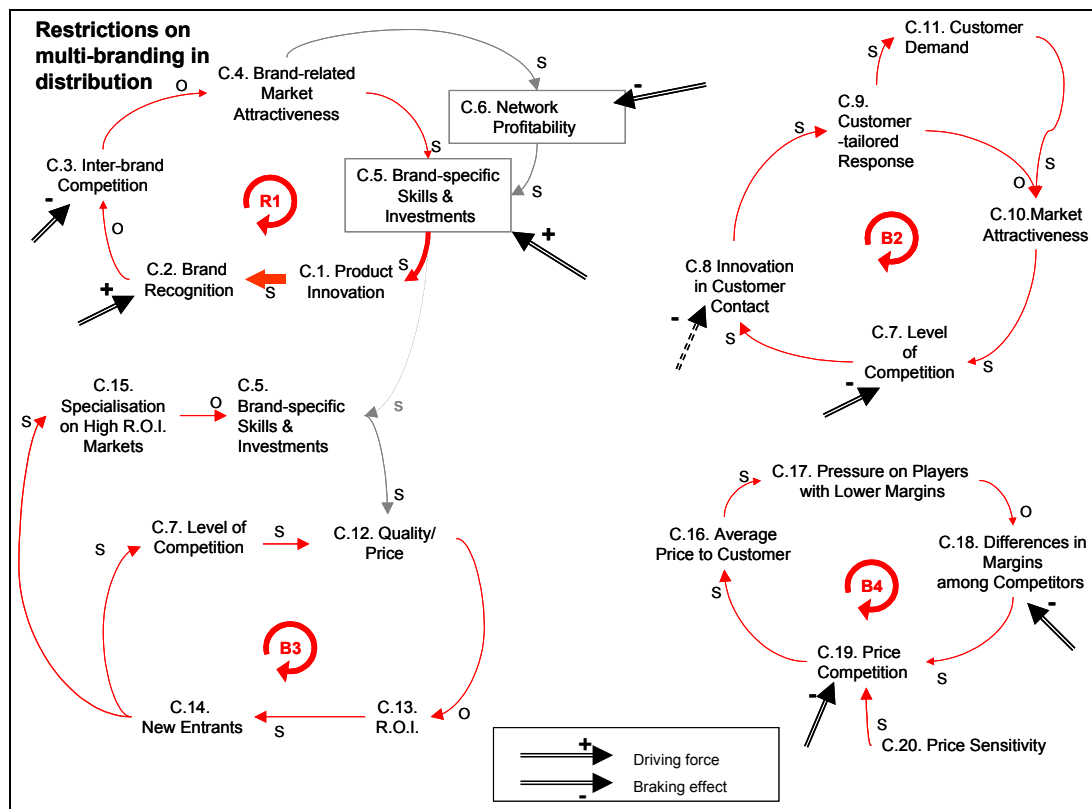 Restrictions on
multi-branding in
distribution
C.4. Brand-related
Market
Attractiveness
S
O
C.6. Network
Profitability
-
C.3. Inter-brand
Competition
-
S
S
C.5. Brand-specific
Skills &
Investments
R1
+
O
C.2. Brand
Recognition
+
S
C.1. Product
Innovation
S
C.11. Customer
Demand
S
C.9.
Customer
-tailored
Response
S
S
O
C.10.Market
Attractiveness
B2
C.8 Innovation
in Customer
Contact
-
S
C.7. Level
of
Competition
S
-
C.15.
Specialisation
on High R.O.I.
Markets
S
O
C.5.
Brand-specific
Skills &
Investments
S
S
C.7. Level of
Competition
S
S
C.12. Quality/
Price
B3
C.14.
New Entrants
S
C.13.
R.O.I.
O
C.17. Pressure on Players
with Lower Margins
S
O
C.16. Average
Price to Customer
C.18. Differences in
Margins
among Competitors
-
B4
S
C.19. Price
Competition
S
-
S
C.20. Price Sensitivity
+
Driving force
-
Braking effect